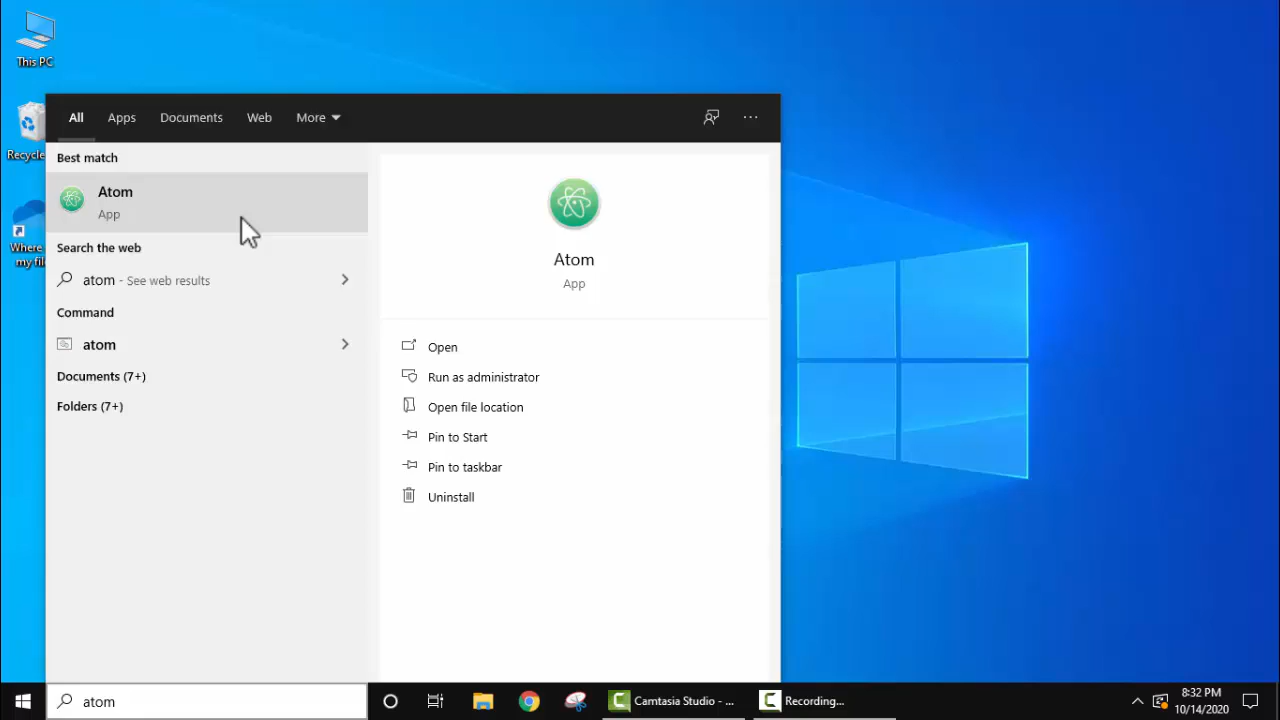 This PC
Recycle
Where
my fil
All
Apps
Documents
Web
More
Best match
Atom
App
Search the web
atom - See web results
Command
atom
Documents (7+)
Folders (7+)
Atom
App
Open
Run as administrator
Open file location
Pin to Start
Pin to taskbar
Uninstall
atom
Camtasia Studio - ...
Recording...
8:32 PM
10/14/2020